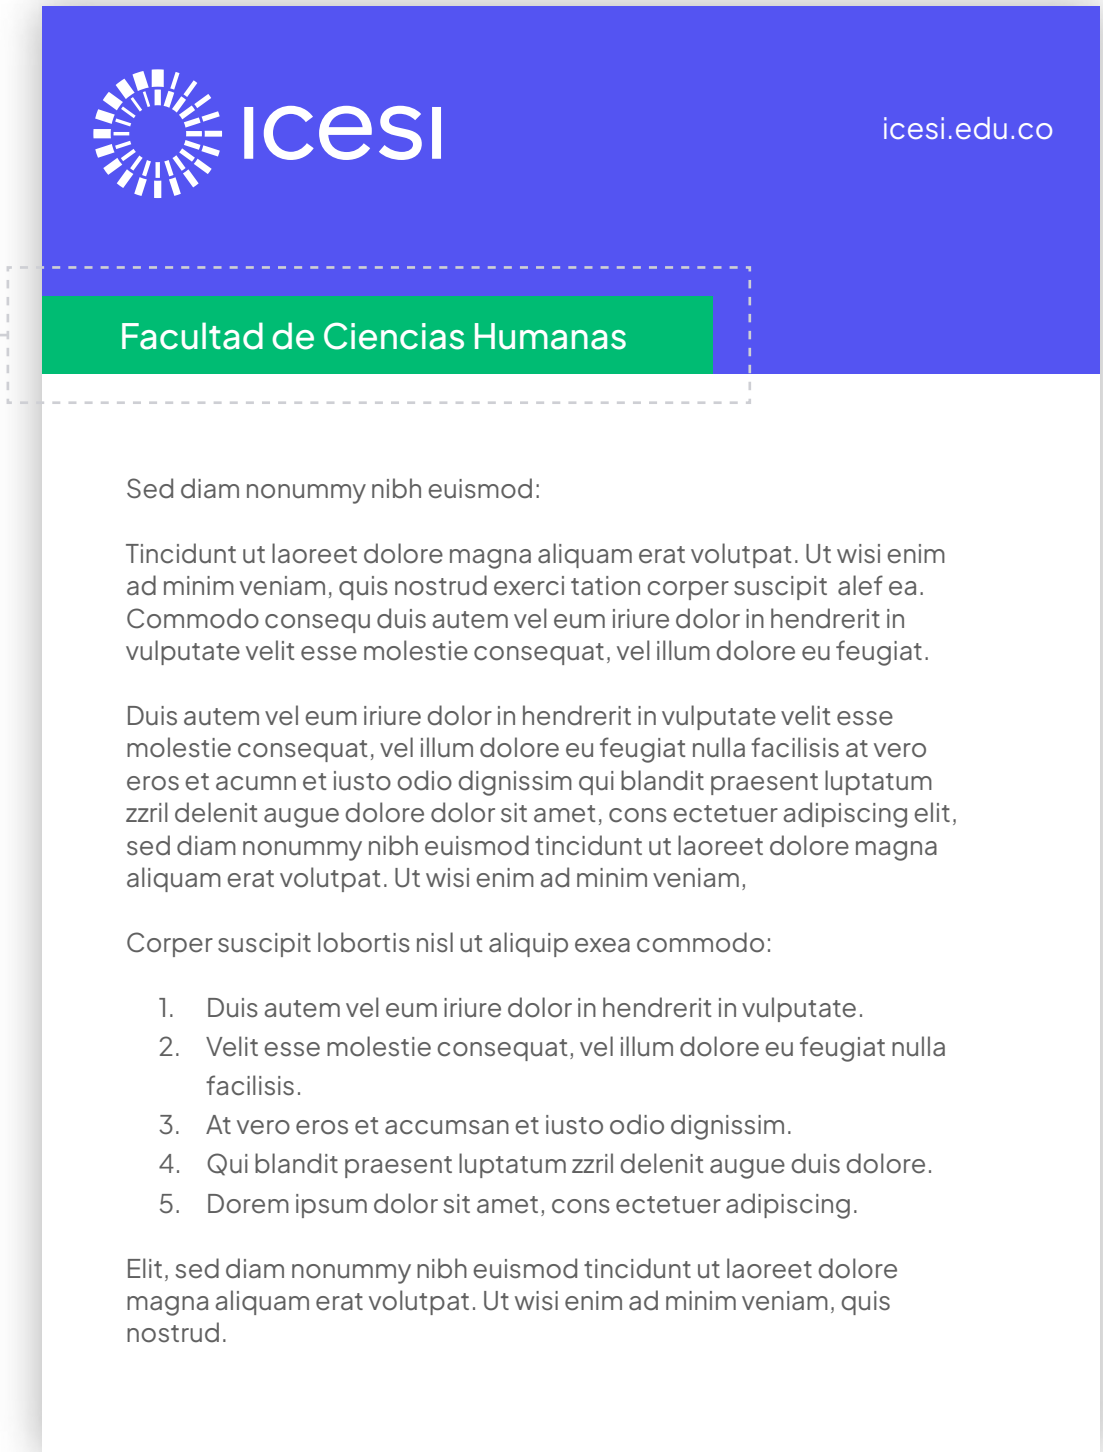 ICESI
icesi.edu.co
Facultad de Ciencias Humanas
Sed diam nonummy nibh euismod:
Tincidunt ut laoreet dolore magna aliquam erat volutpat. Ut wisi enim
ad minim veniam, quis nostrud exerci tation corper suscipit  alef ea.
Commodo consequ duis autem vel eum iriure dolor in hendrerit in
vulputate velit esse molestie consequat, vel illum dolore eu feugiat.
Duis autem vel eum iriure dolor in hendrerit in vulputate velit esse
molestie consequat, vel illum dolore eu feugiat nulla facilisis at vero
eros et acumn et iusto odio dignissim qui blandit praesent luptatum
zzril delenit augue dolore dolor sit amet, cons ectetuer adipiscing elit,
sed diam nonummy nibh euismod tincidunt ut laoreet dolore magna
aliquam erat volutpat. Ut wisi enim ad minim veniam,
Corper suscipit lobortis nisl ut aliquip exea commodo:
1. Duis autem vel eum iriure dolor in hendrerit in vulputate.
2. Velit esse molestie consequat, vel illum dolore eu feugiat nulla
facilisis.
3. At vero eros et accumsan et iusto odio dignissim.
4. Qui blandit praesent luptatum zzril delenit augue duis dolore.
5. Dorem ipsum dolor sit amet, cons ectetuer adipiscing.
Elit, sed diam nonummy nibh euismod tincidunt ut laoreet dolore
magna aliquam erat volutpat. Ut wisi enim ad minim veniam, quis
nostrud.